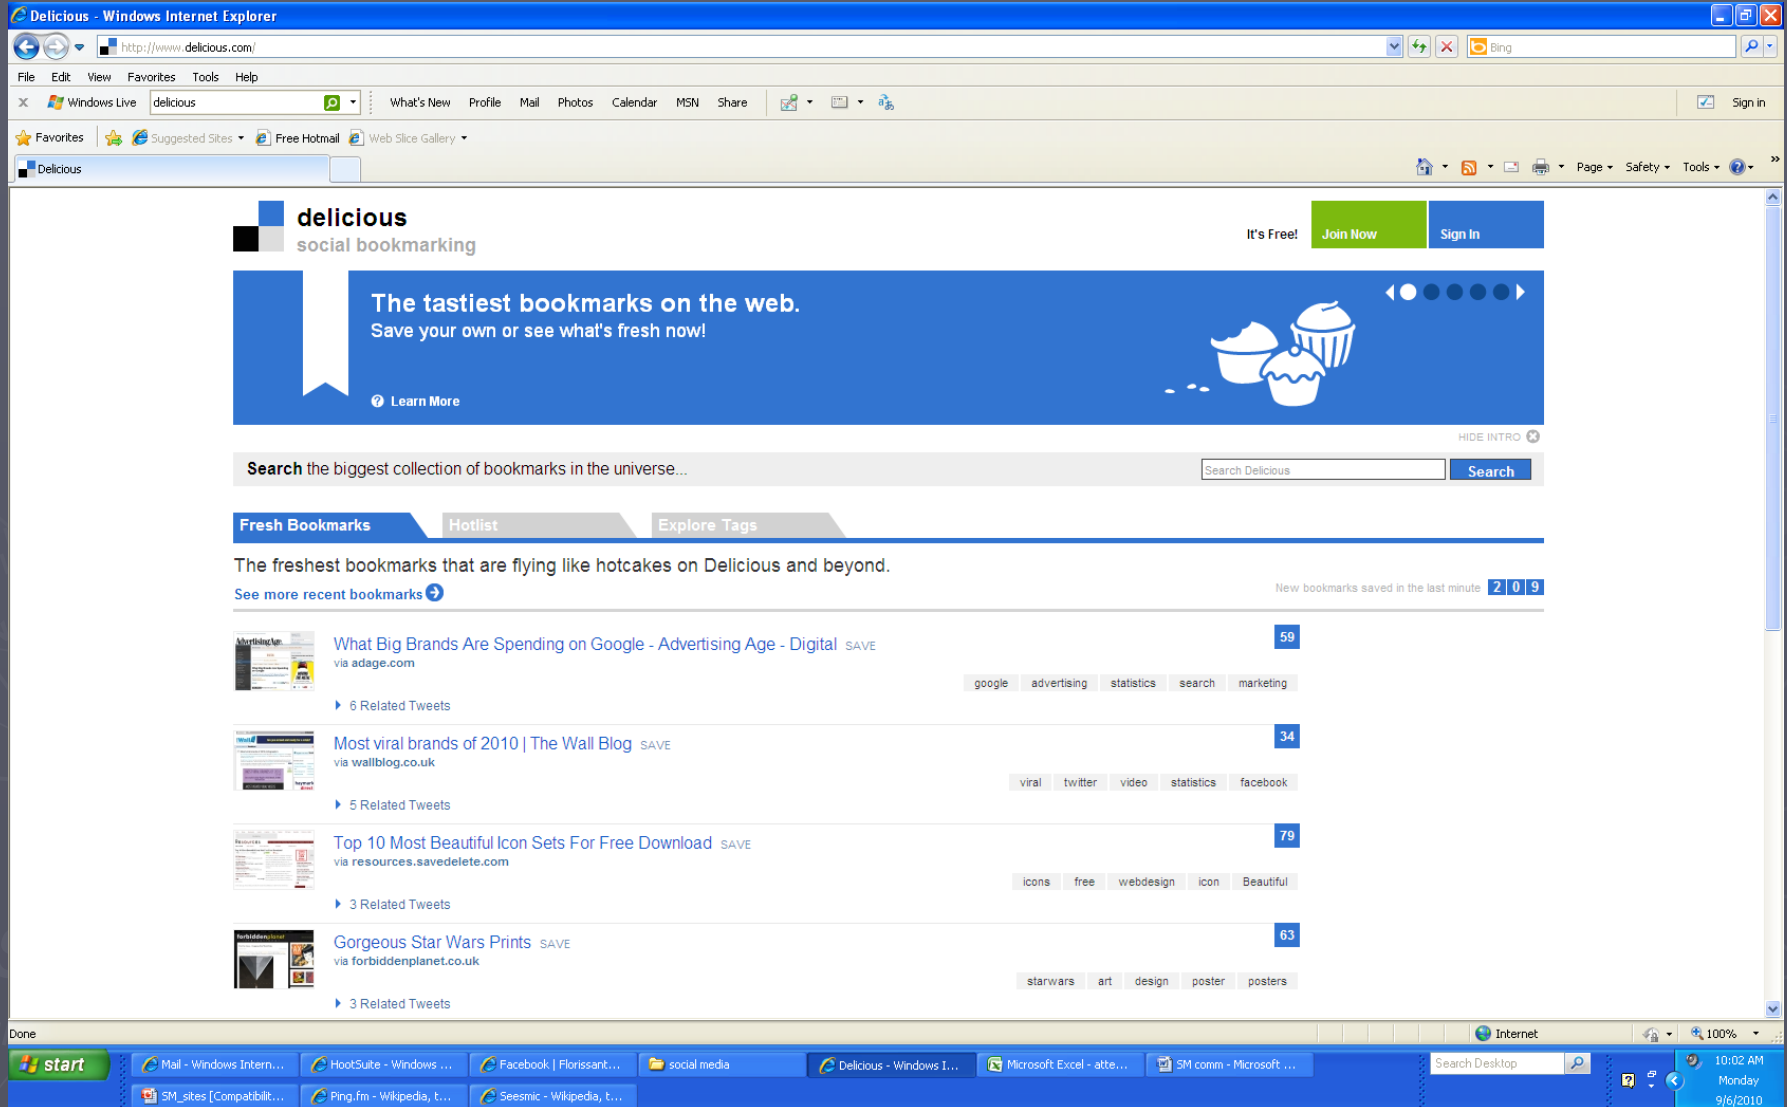 Delicious - Windows Internet Explorer
http://www.delicious.com/
Bing
File Edit View Favorites Tools Help
x Windows Live delicious What's New Profile Mail Photos Calendar MSN Share Sign in
Favorites Suggested Sites Free Hotmail Web Slice Gallery
Delicious Page Safety Tools »
delicious
social bookmarking
It's Free! Join Now Sign In
The tastiest bookmarks on the web.
Save your own or see what's fresh now!
? Learn More
HIDE INTRO
Search the biggest collection of bookmarks in the universe... Search Delicious Search
Fresh Bookmarks Hotlist Explore Tags
The freshest bookmarks that are flying like hotcakes on Delicious and beyond.
See more recent bookmarks New bookmarks saved in the last minute 2 0 9
AdvertisingAge
What Big Brands Are Spending on Google - Advertising Age - Digital SAVE 59
via adage.com
google advertising statistics search marketing
6 Related Tweets
Most viral brands of 2010 | The Wall Blog SAVE 34
via wallblog.co.uk
viral twitter video statistics facebook
5 Related Tweets
Top 10 Most Beautiful Icon Sets For Free Download SAVE 79
via resources.savedelete.com
icons free webdesign icon Beautiful
3 Related Tweets
forbiddenplanet
Gorgeous Star Wars Prints SAVE 63
via forbiddenplanet.co.uk
starwars art design poster posters
3 Related Tweets
Done Internet 100%
start Mail - Windows Intern... HootSuite - Windows ... Facebook | Florissant... social media Delicious - Windows I... Microsoft Excel - atte... SM comm - Microsoft ... Search Desktop 10:02 AM
Monday
SM_sites [Compatibilit... Ping.fm - Wikipedia, t... Seesmic - Wikipedia, t... 9/6/2010